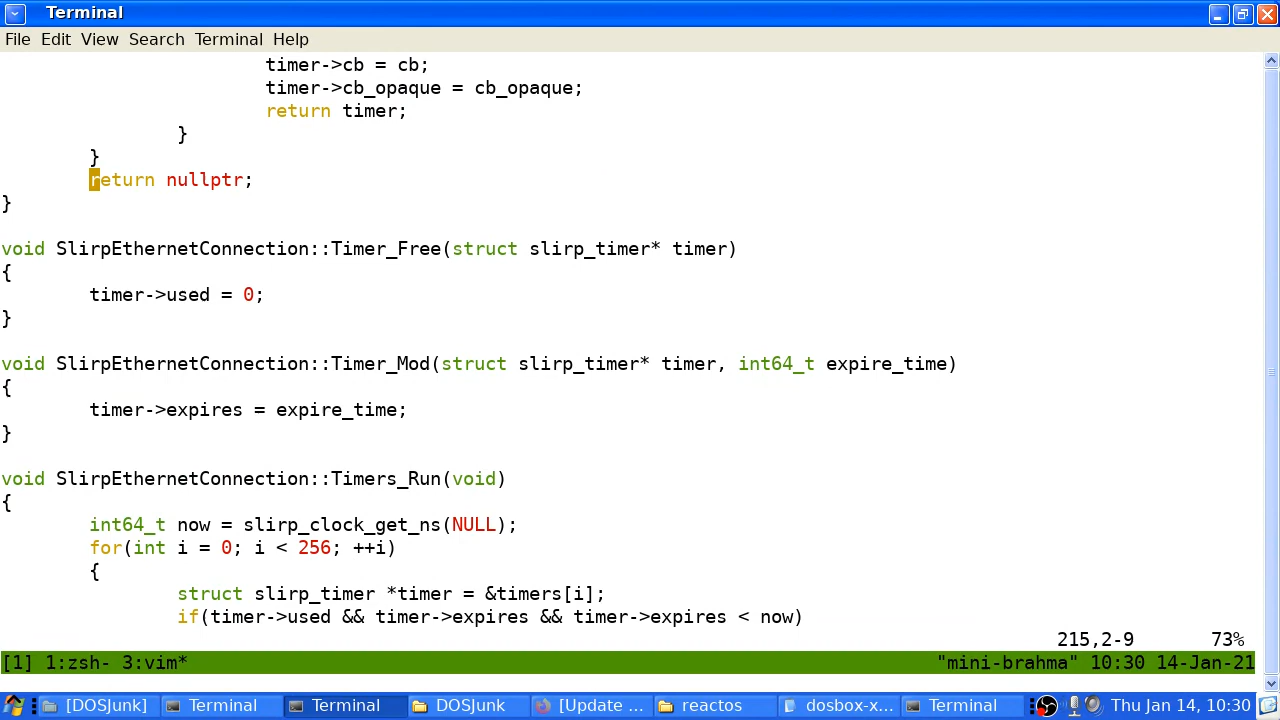 Terminal
File Edit View Search Terminal Help
timer->cb = cb;
timer->cb_opaque = cb_opaque;
return timer;
}
}
return nullptr;
}
void SlirpEthernetConnection::Timer_Free(struct slirp_timer* timer)
{
timer->used = 0;
}
void SlirpEthernetConnection::Timer_Mod(struct slirp_timer* timer, int64_t expire_time)
{
timer->expires = expire_time;
}
void SlirpEthernetConnection::Timers_Run(void)
{
int64_t now = slirp_clock_get_ns(NULL);
for(int i = 0; i < 256; ++i)
{
struct slirp_timer *timer = &timers[i];
if(timer->used && timer->expires && timer->expires < now)
215,2-9 73%
[1] 1:zsh- 3:vim* "mini-brahma" 10:30 14-Jan-21
[DOSJunk] Terminal Terminal DOSJunk [Update ... reactos dosbox-x... Terminal Thu Jan 14, 10:30